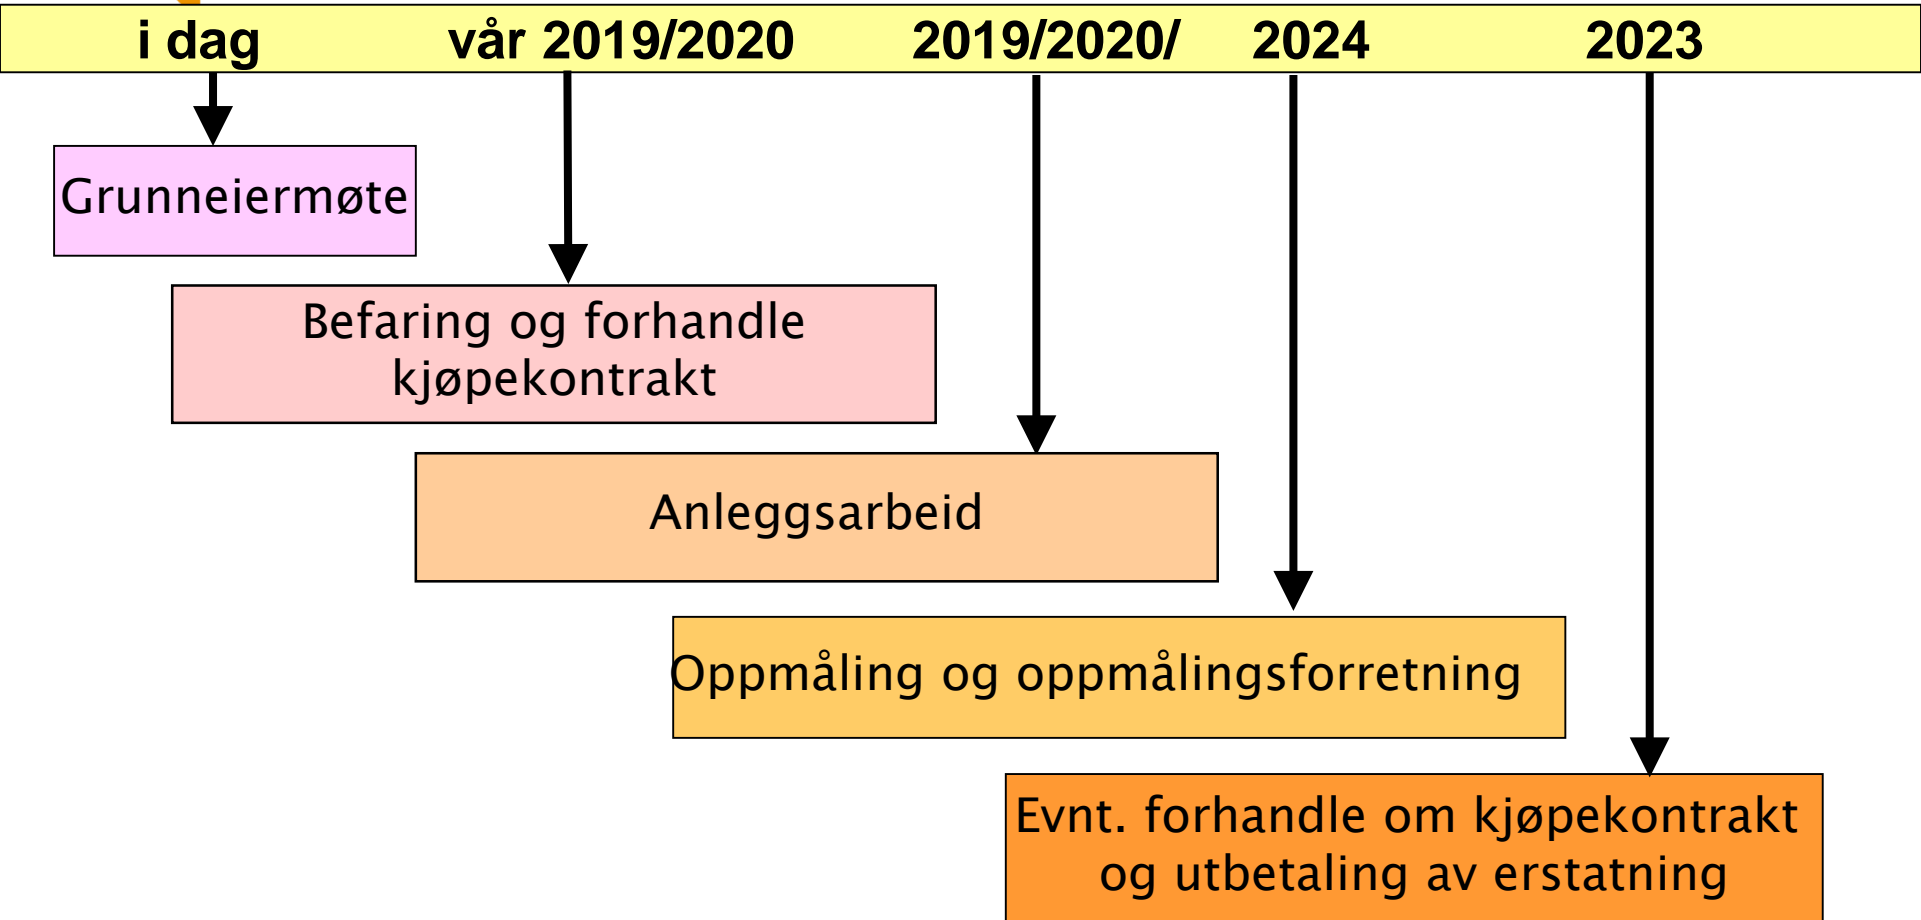 i dag vår 2019/2020 2019/2020/ 2024 2023
Grunneiermøte
Befaring og forhandle
kjøpekontrakt
Anleggsarbeid
Oppmåling og oppmålingsforretning
Evnt. forhandle om kjøpekontrakt
og utbetaling av erstatning